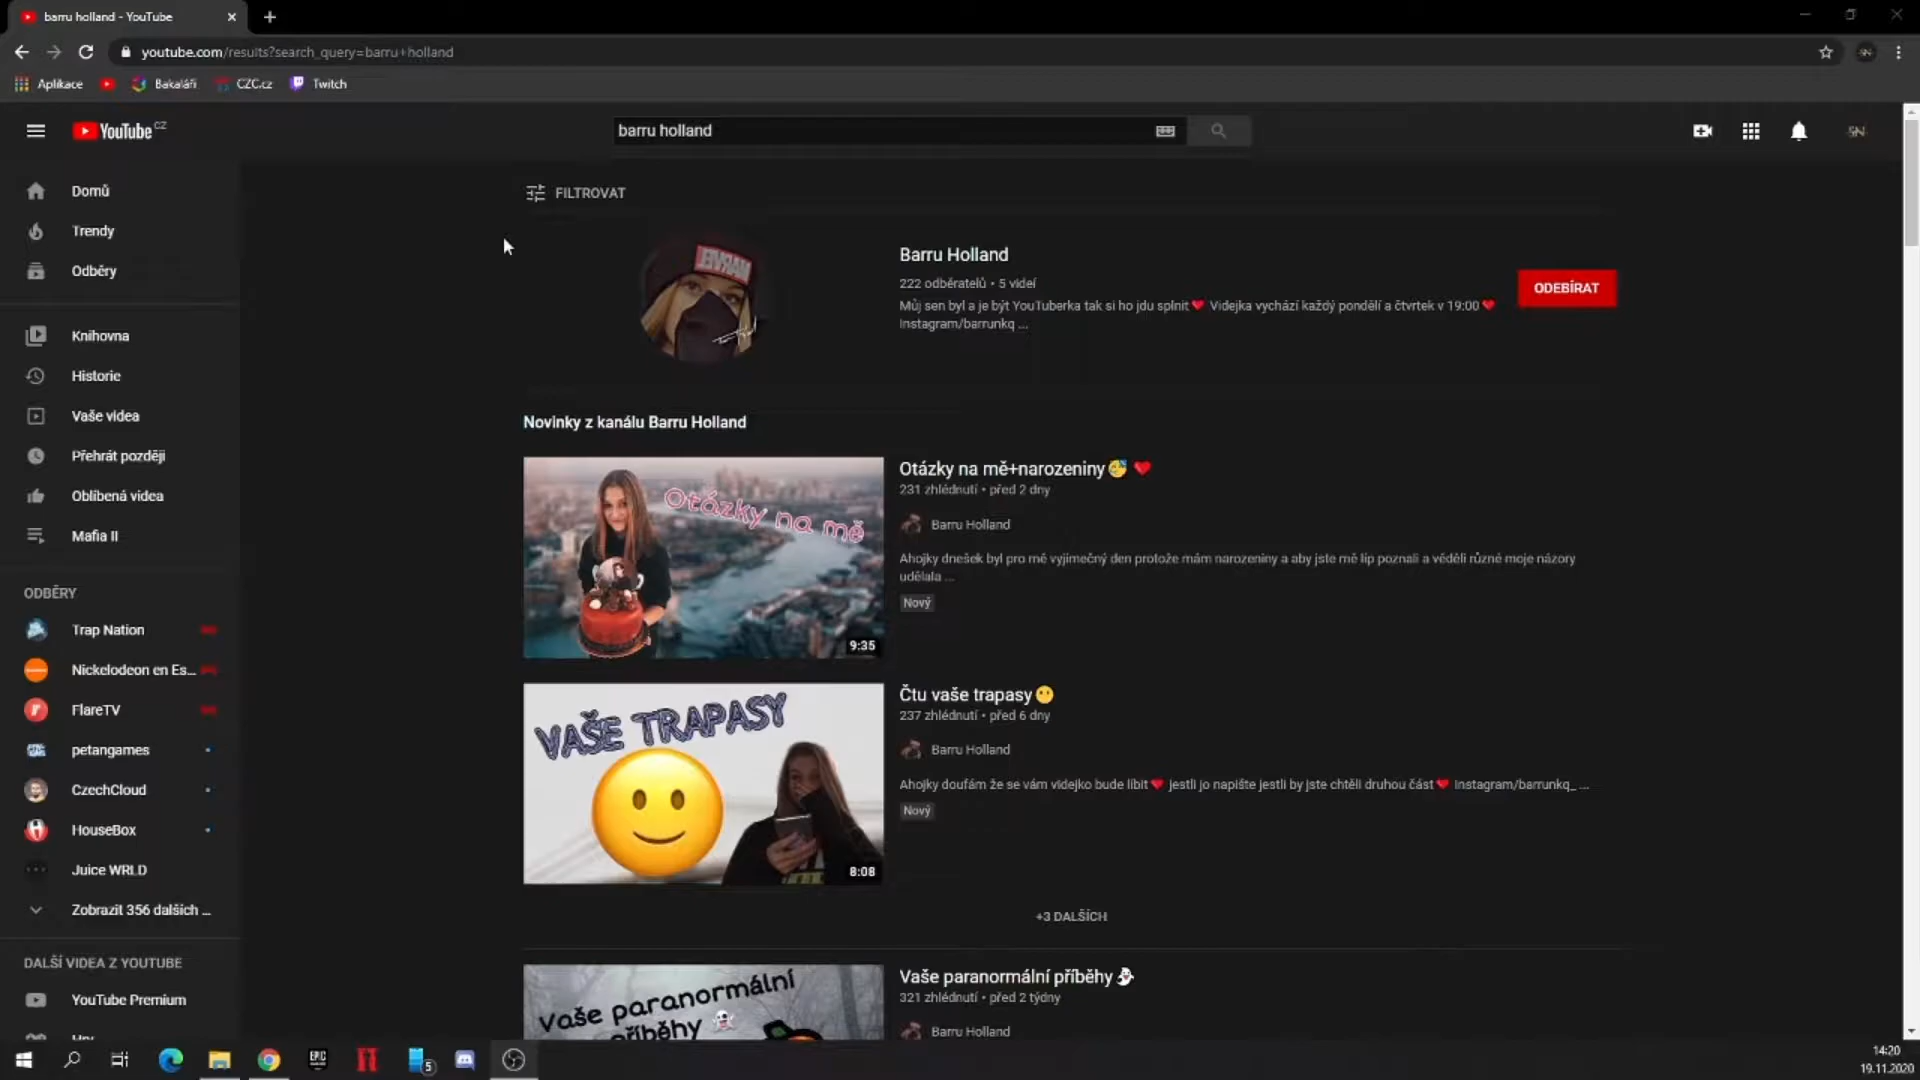 barru holland - YouTube
youtube.com/results?search_query=barru+holland
Aplikace
Bakaláři
CZC.cz
Twitch
YouTube CZ
barru holland
FILTROVAT
Domů
Trendy
Odběry
Knihovna
Historie
Vaše videa
Přehrát později
Oblíbená videa
Mafia II
ODBĚRY
Trap Nation
Nickelodeon en Es...
FlareTV
petangames
CzechCloud
HouseBox
Juice WRLD
Zobrazit 356 dalších ...
DALŠÍ VIDEA Z YOUTUBE
YouTube Premium
Hry
MARVEL
Barru Holland
222 odběratelů • 5 videí
Můj sen byl a je být YouTuberka tak si ho jdu splnit❤ Videjka vychází každý pondělí a čtvrtek v 19:00❤
Instagram/barrunkq ...
ODEBÍRAT
Novinky z kanálu Barru Holland
Otázky na mě
9:35
Otázky na mě+narozeniny🥳 ❤
231 zhlédnutí • před 2 dny
Barru Holland
Ahojky dnešek byl pro mě vyjímečný den protože mám narozeniny a aby jste mě líp poznali a věděli různé moje názory
udělala ...
Nový
VAŠE TRAPASY
8:08
Čtu vaše trapasy😶
237 zhlédnutí • před 6 dny
Barru Holland
Ahojky doufám že se vám videjko bude líbit❤ jestli jo napište jestli by jste chtěli druhou část❤ Instagram/barrunkq_ ...
Nový
+3 DALŠÍCH
Vaše paranormální
příběhy
Vaše paranormální příběhy👻
321 zhlédnutí • před 2 týdny
Barru Holland
EPIC
5
14:20
19.11.2020